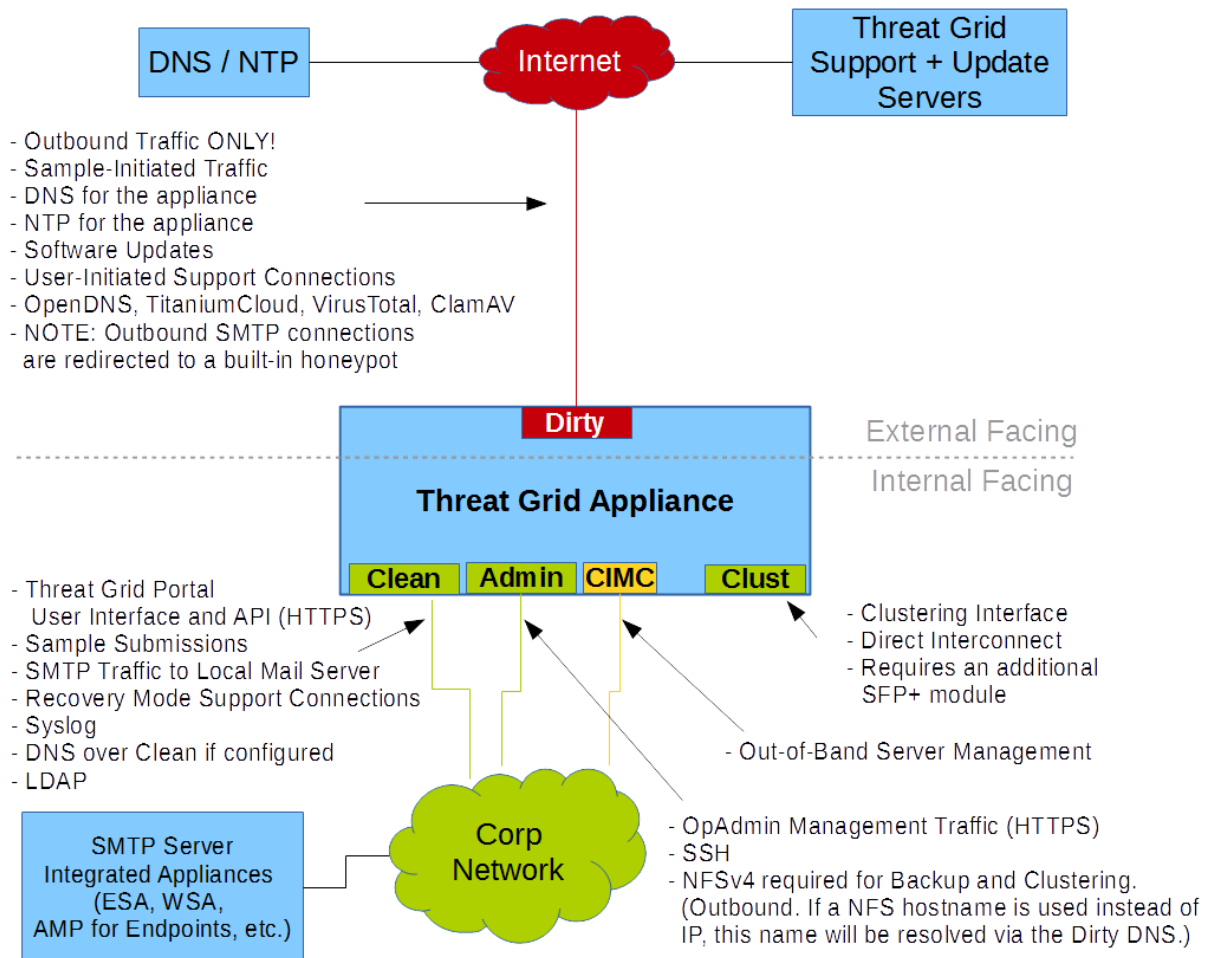 DNS / NTP
Internet
Threat Grid
Support + Update
Servers
- Outbound Traffic ONLY!
- Sample-Initiated Traffic
- DNS for the appliance
- NTP for the appliance
- Software Updates
- User-Initiated Support Connections
- OpenDNS, TitaniumCloud, VirusTotal, ClamAV
- NOTE: Outbound SMTP connections
are redirected to a built-in honeypot
Dirty
External Facing
Internal Facing
Threat Grid Appliance
Clean
Admin
CIMC
Clust
- Threat Grid Portal
User Interface and API (HTTPS)
- Sample Submissions
- SMTP Traffic to Local Mail Server
- Recovery Mode Support Connections
- Syslog
- DNS over Clean if configured
- LDAP
- Clustering Interface
- Direct Interconnect
- Requires an additional
SFP+ module
- Out-of-Band Server Management
SMTP Server
Integrated Appliances
(ESA, WSA,
AMP for Endpoints, etc.)
Corp
Network
- OpAdmin Management Traffic (HTTPS)
- SSH
- NFSv4 required for Backup and Clustering.
(Outbound. If a NFS hostname is used instead of
IP, this name will be resolved via the Dirty DNS.)